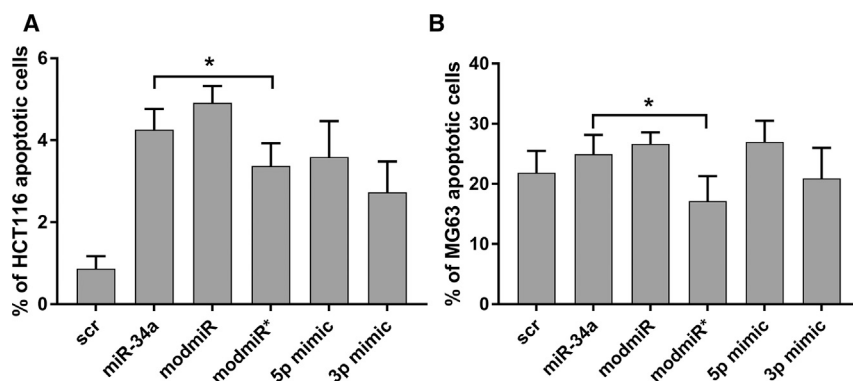 A
% of HCT116 apoptotic cells
6
4
2
0
*
scr
miR-34a
modmiR
modmiR*
5p mimic
3p mimic
B
% of MG63 apoptotic cells
40
30
20
10
0
*
scr
miR-34a
modmiR
modmiR*
5p mimic
3p mimic